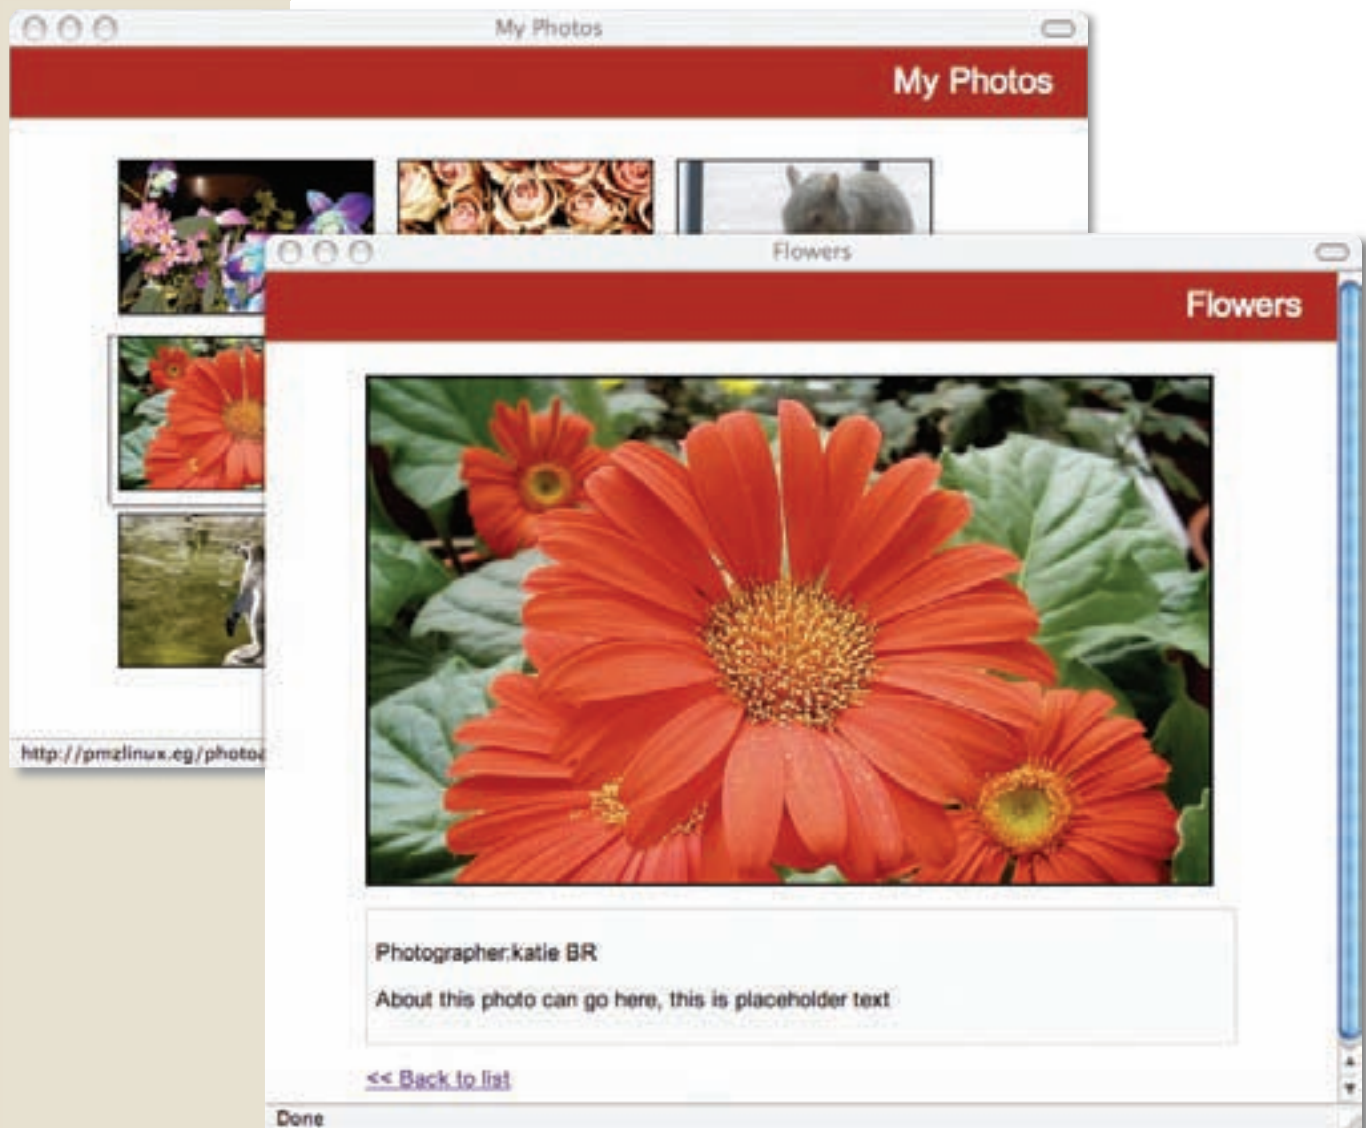 My Photos
My Photos
Flowers
Flowers
Photographer:katie BR
About this photo can go here, this is placeholder text
<< Back to list
http://pmzlinux.eg/photo
Done